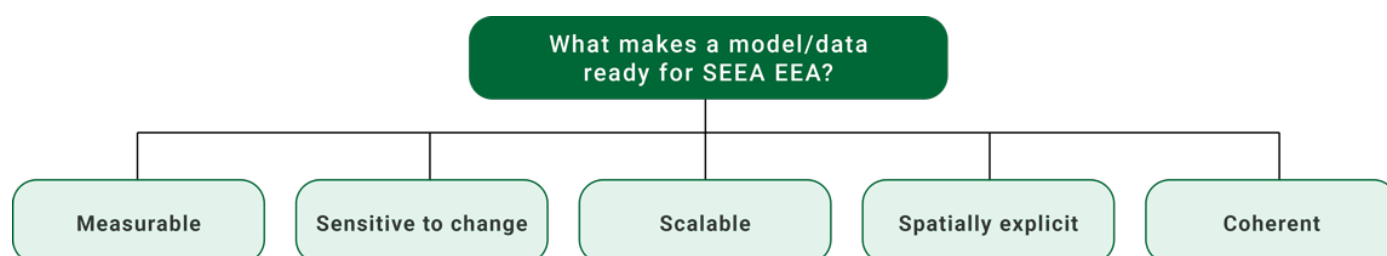 What makes a model/data
ready for SEEA EEA?
Measurable
Sensitive to change
Scalable
Spatially explicit
Coherent